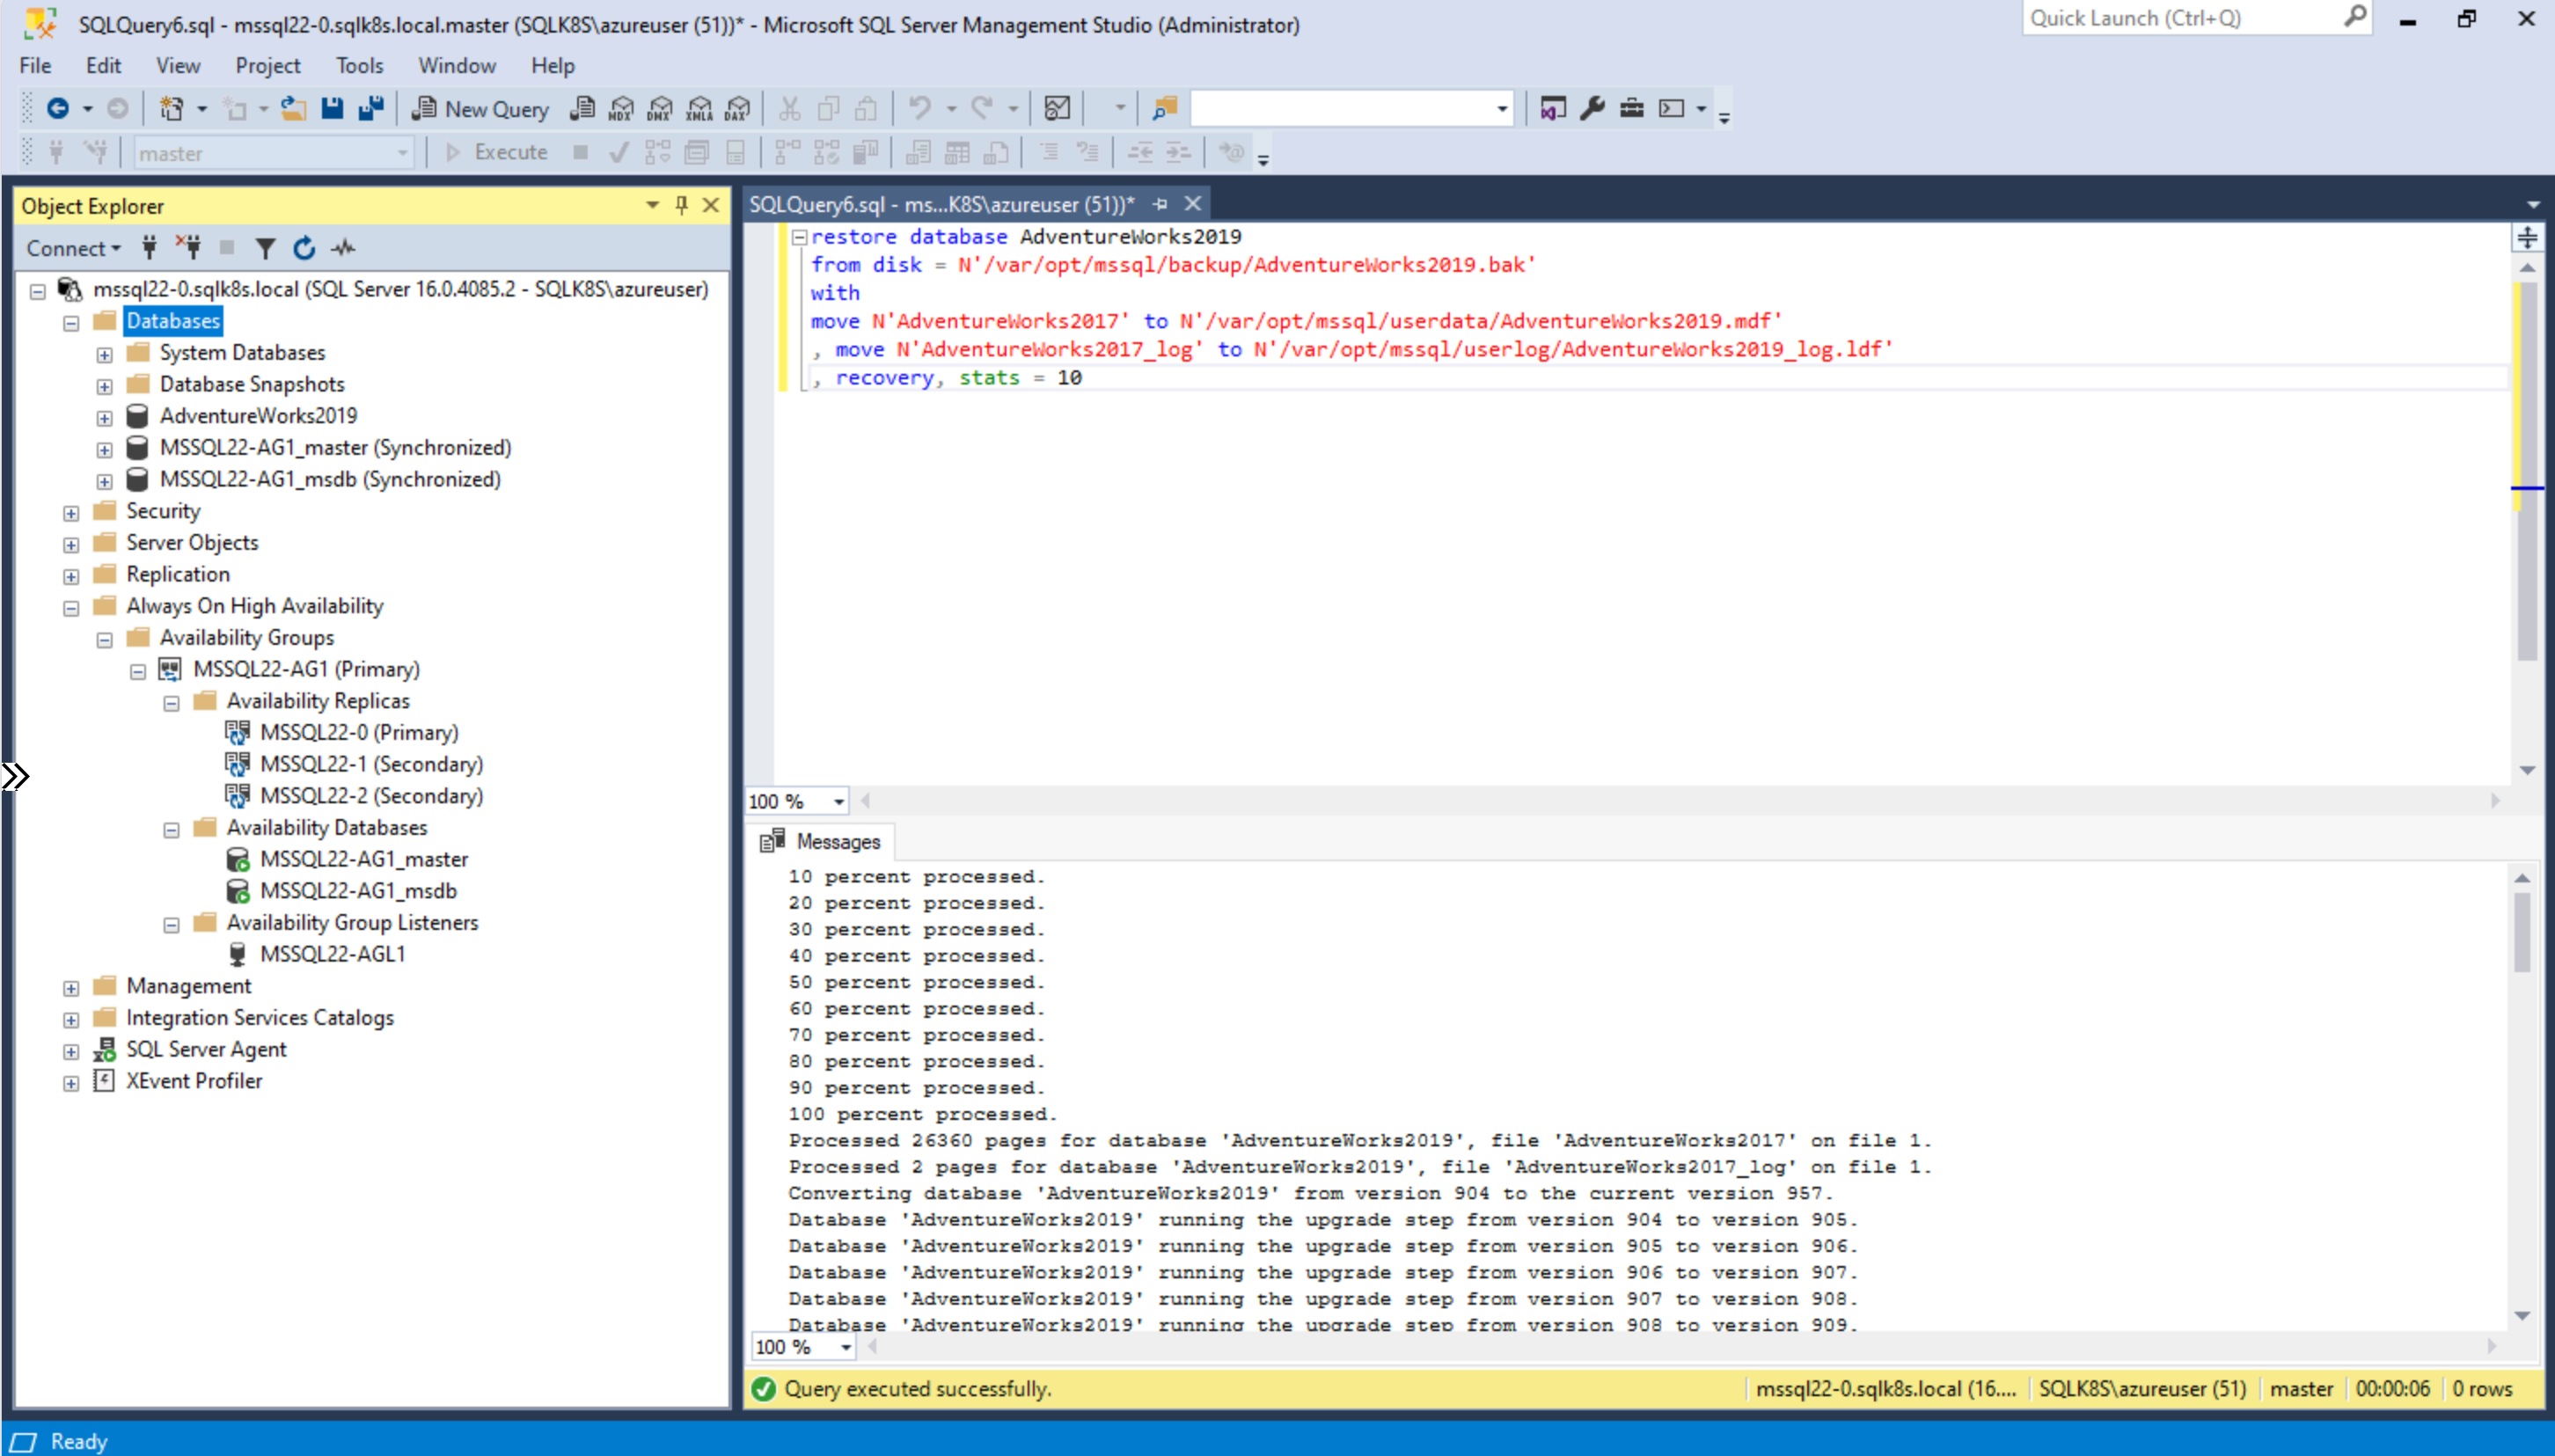 SQLQuery6.sql - mssql22-0.sqlk8s.local.master (SQLK8S\azureuser (51))* - Microsoft SQL Server Management Studio (Administrator)
Quick Launch (Ctrl+Q)
File Edit View Project Tools Window Help
New Query MDX DMX XMLA DAX
master Execute
Object Explorer
Connect
mssql22-0.sqlk8s.local (SQL Server 16.0.4085.2 - SQLK8S\azureuser)
Databases
System Databases
Database Snapshots
AdventureWorks2019
MSSQL22-AG1_master (Synchronized)
MSSQL22-AG1_msdb (Synchronized)
Security
Server Objects
Replication
Always On High Availability
Availability Groups
MSSQL22-AG1 (Primary)
Availability Replicas
MSSQL22-0 (Primary)
MSSQL22-1 (Secondary)
MSSQL22-2 (Secondary)
Availability Databases
MSSQL22-AG1_master
MSSQL22-AG1_msdb
Availability Group Listeners
MSSQL22-AGL1
Management
Integration Services Catalogs
SQL Server Agent
XEvent Profiler
SQLQuery6.sql - ms...K8S\azureuser (51))*
restore database AdventureWorks2019
from disk = N'/var/opt/mssql/backup/AdventureWorks2019.bak'
with
move N'AdventureWorks2017' to N'/var/opt/mssql/userdata/AdventureWorks2019.mdf'
, move N'AdventureWorks2017_log' to N'/var/opt/mssql/userlog/AdventureWorks2019_log.ldf'
, recovery, stats = 10
100 %
Messages
10 percent processed.
20 percent processed.
30 percent processed.
40 percent processed.
50 percent processed.
60 percent processed.
70 percent processed.
80 percent processed.
90 percent processed.
100 percent processed.
Processed 26360 pages for database 'AdventureWorks2019', file 'AdventureWorks2017' on file 1.
Processed 2 pages for database 'AdventureWorks2019', file 'AdventureWorks2017_log' on file 1.
Converting database 'AdventureWorks2019' from version 904 to the current version 957.
Database 'AdventureWorks2019' running the upgrade step from version 904 to version 905.
Database 'AdventureWorks2019' running the upgrade step from version 905 to version 906.
Database 'AdventureWorks2019' running the upgrade step from version 906 to version 907.
Database 'AdventureWorks2019' running the upgrade step from version 907 to version 908.
Database 'AdventureWorks2019' running the upgrade step from version 908 to version 909.
100 %
Query executed successfully. mssql22-0.sqlk8s.local (16.... SQLK8S\azureuser (51) master 00:00:06 0 rows
Ready